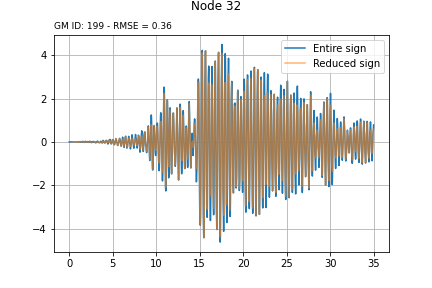 Node 32
GM ID: 199 - RMSE = 0.36
Entire sign
Reduced sign
4
2
0
−2
−4
0 5 10 15 20 25 30 35